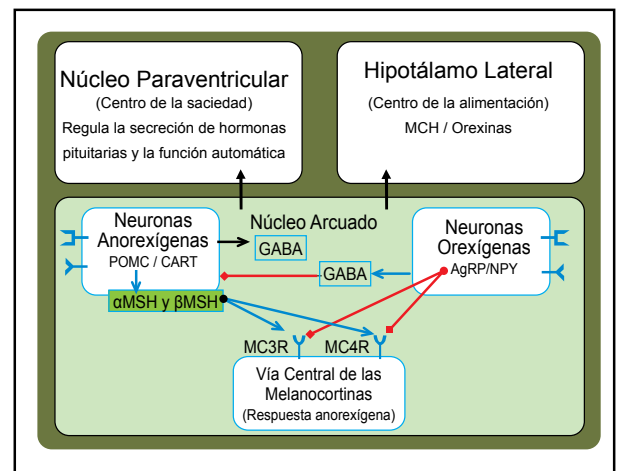 Núcleo Paraventricular
(Centro de la saciedad)
Regula la secreción de hormonas
pituitarias y la función automática
Hipotálamo Lateral
(Centro de la alimentación)
MCH / Orexinas
Neuronas
Anorexígenas
POMC / CART
αMSH y βMSH
Núcleo Arcuado
GABA
GABA
Neuronas
Orexígenas
AgRP/NPY
MC3R
MC4R
Vía Central de las
Melanocortinas
(Respuesta anorexígena)